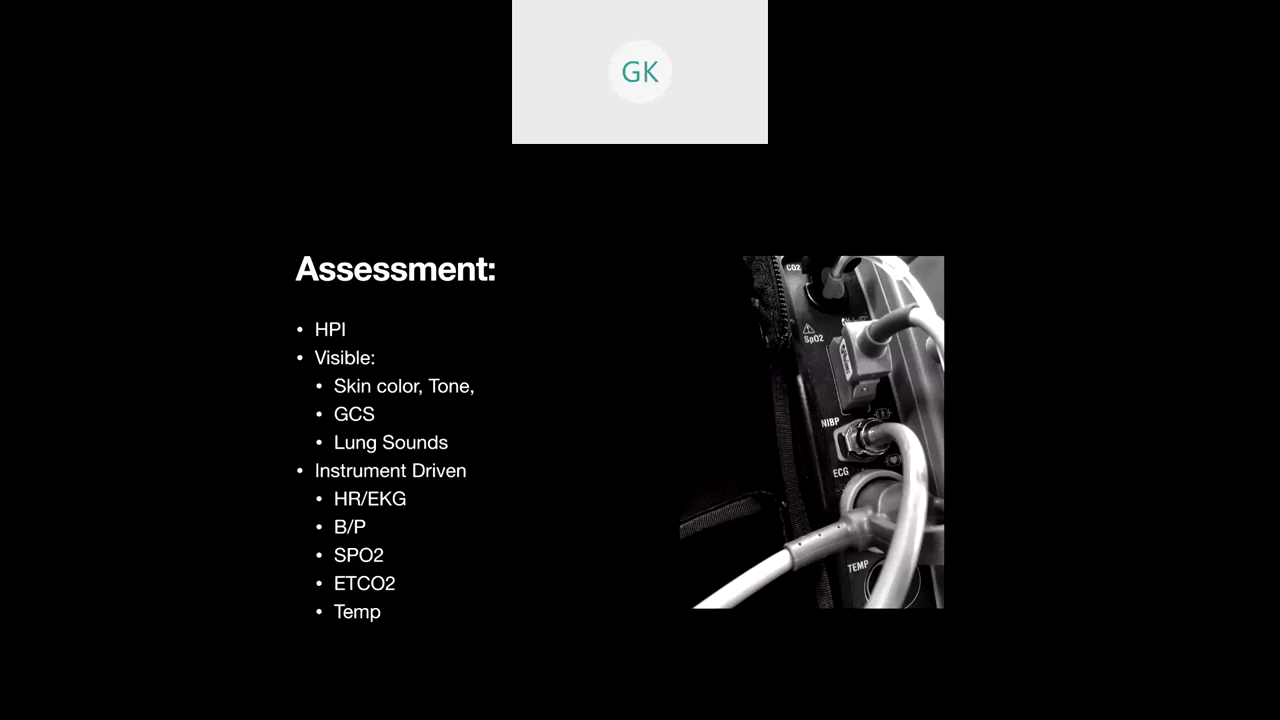 GK
Assessment:
• HPI
• Visible:
• Skin color, Tone,
• GCS
• Lung Sounds
• Instrument Driven
• HR/EKG
• B/P
• SPO2
• ETCO2
• Temp
CO2
SpO2
NIBP
ECG
TEMP